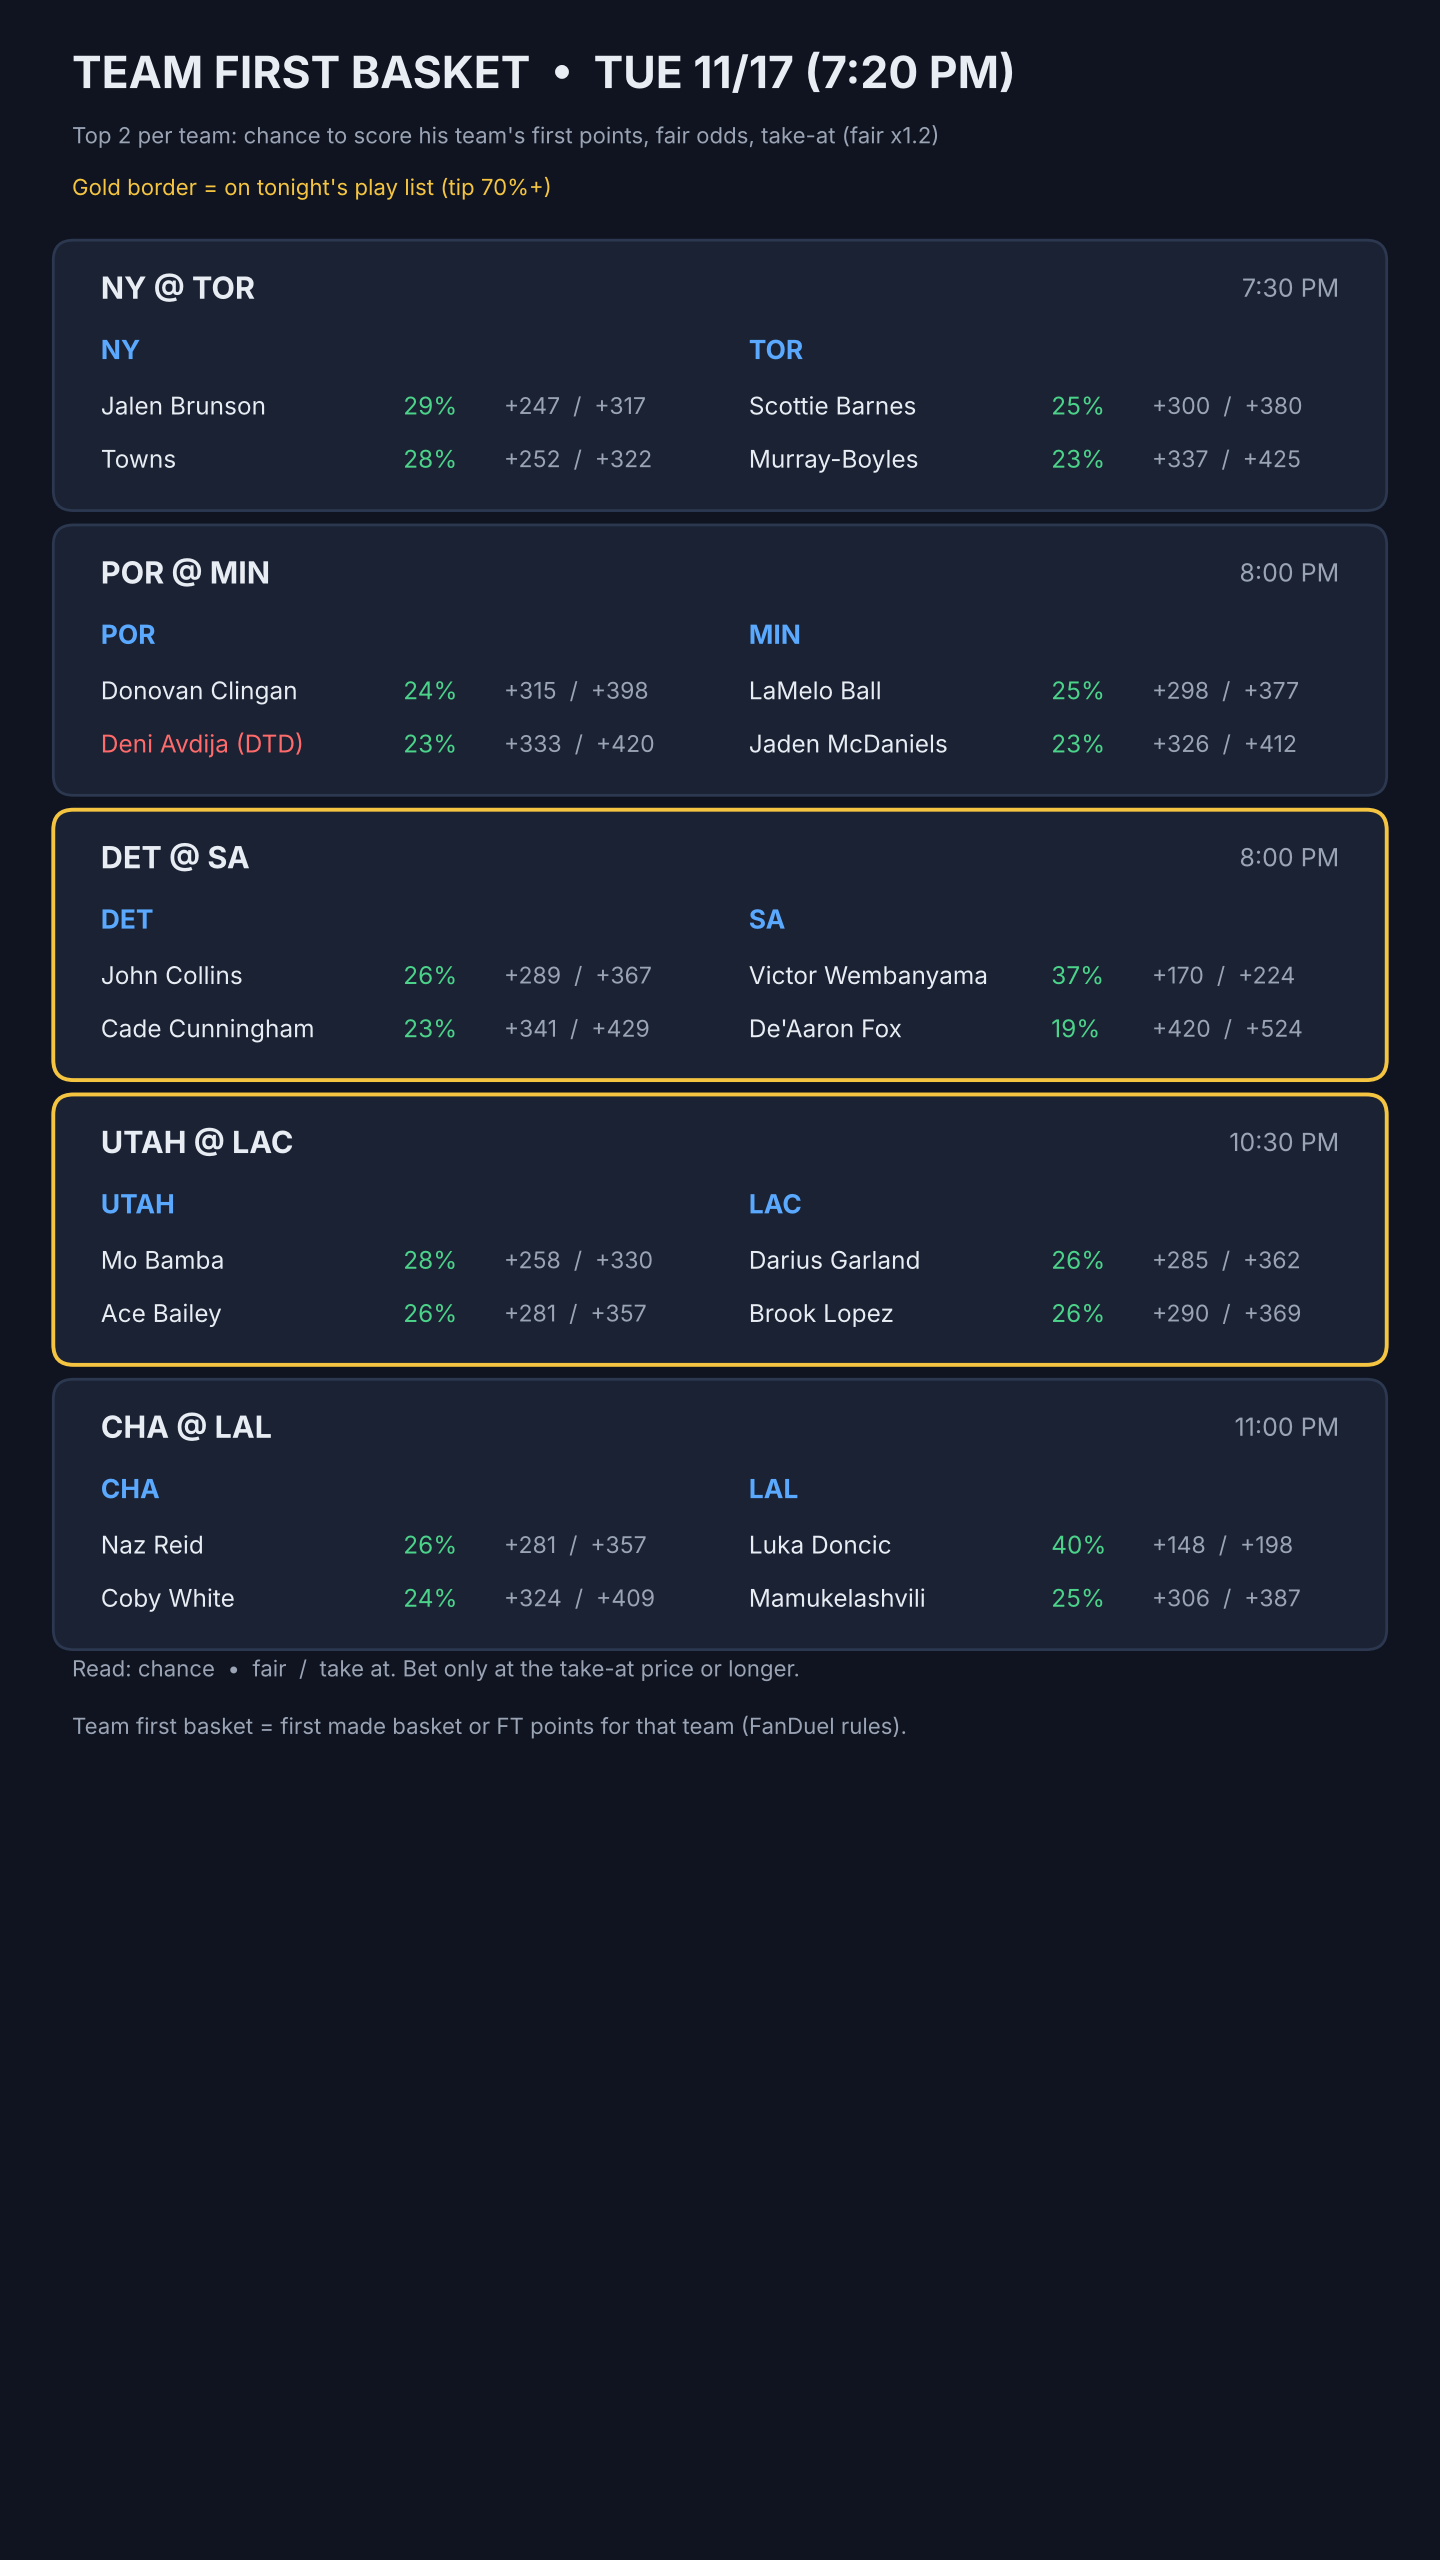 TEAM FIRST BASKET • TUE 11/17 (7:20 PM)
Top 2 per team: chance to score his team's first points, fair odds, take-at (fair x1.2)
Gold border = on tonight's play list (tip 70%+)
NY @ TOR 7:30 PM
NY TOR
Jalen Brunson 29% +247 / +317 Scottie Barnes 25% +300 / +380
Towns 28% +252 / +322 Murray-Boyles 23% +337 / +425
POR @ MIN 8:00 PM
POR MIN
Donovan Clingan 24% +315 / +398 LaMelo Ball 25% +298 / +377
Deni Avdija (DTD) 23% +333 / +420 Jaden McDaniels 23% +326 / +412
DET @ SA 8:00 PM
DET SA
John Collins 26% +289 / +367 Victor Wembanyama 37% +170 / +224
Cade Cunningham 23% +341 / +429 De'Aaron Fox 19% +420 / +524
UTAH @ LAC 10:30 PM
UTAH LAC
Mo Bamba 28% +258 / +330 Darius Garland 26% +285 / +362
Ace Bailey 26% +281 / +357 Brook Lopez 26% +290 / +369
CHA @ LAL 11:00 PM
CHA LAL
Naz Reid 26% +281 / +357 Luka Doncic 40% +148 / +198
Coby White 24% +324 / +409 Mamukelashvili 25% +306 / +387
Read: chance • fair / take at. Bet only at the take-at price or longer.
Team first basket = first made basket or FT points for that team (FanDuel rules).